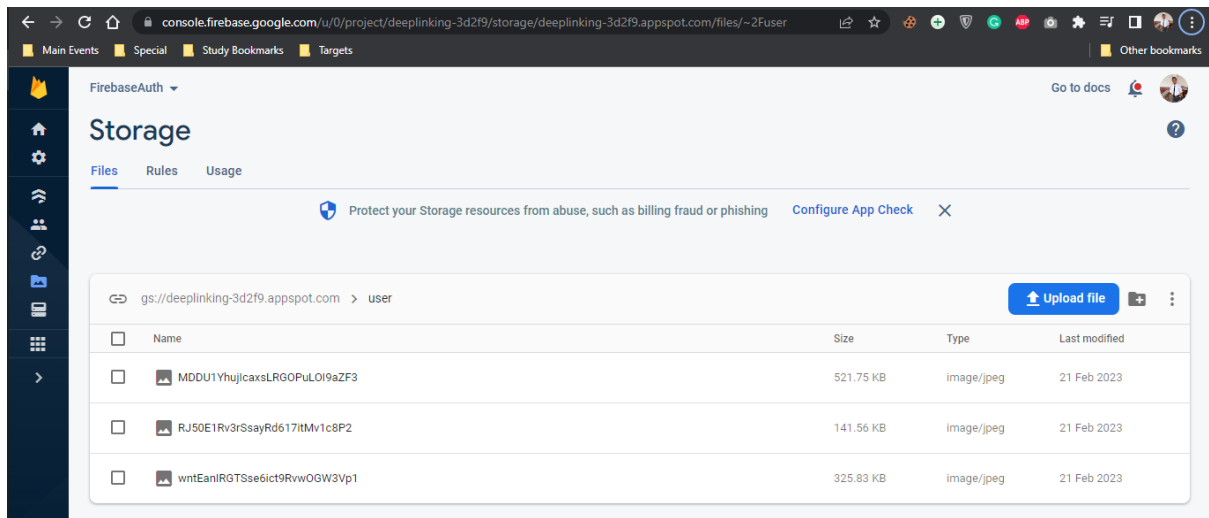 console.firebase.google.com/u/0/project/deeplinking-3d2f9/storage/deeplinking-3d2f9.appspot.com/files/~2Fuser
ABP
Main Events Special Study Bookmarks Targets Other bookmarks
FirebaseAuth Go to docs
Storage
Files Rules Usage
Protect your Storage resources from abuse, such as billing fraud or phishing Configure App Check
gs://deeplinking-3d2f9.appspot.com > user Upload file
Name Size Type Last modified
MDDU1YhujIcaxsLRGOPuLOI9aZF3 521.75 KB image/jpeg 21 Feb 2023
RJ50E1Rv3rSsayRd617itMv1c8P2 141.56 KB image/jpeg 21 Feb 2023
wntEanIRGTSse6ict9RvwOGW3Vp1 325.83 KB image/jpeg 21 Feb 2023